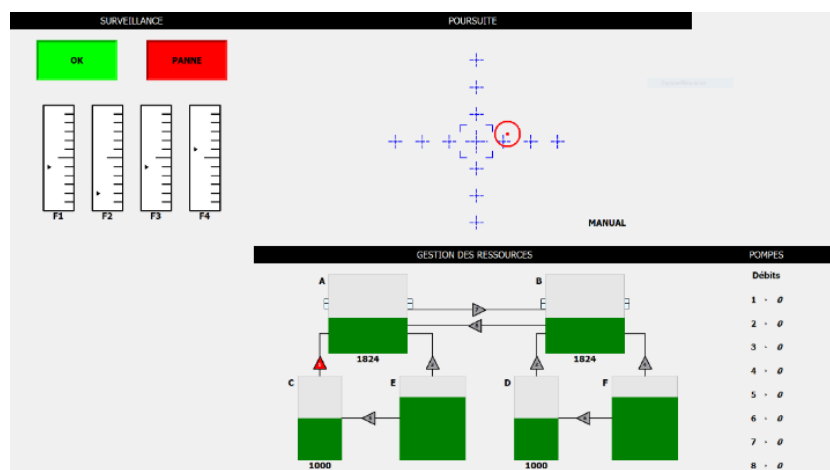 SURVEILLANCE
POURSUITE
OK
PANNE
F1
F2
F3
F4
MANUAL
GESTION DES RESSOURCES
POMPES
Débits
A
B
1 · 0
2 · 0
3 · 0
4 · 0
5 · 0
6 · 0
7 · 0
8 · 0
1824
1824
C
E
D
F
1000
1000